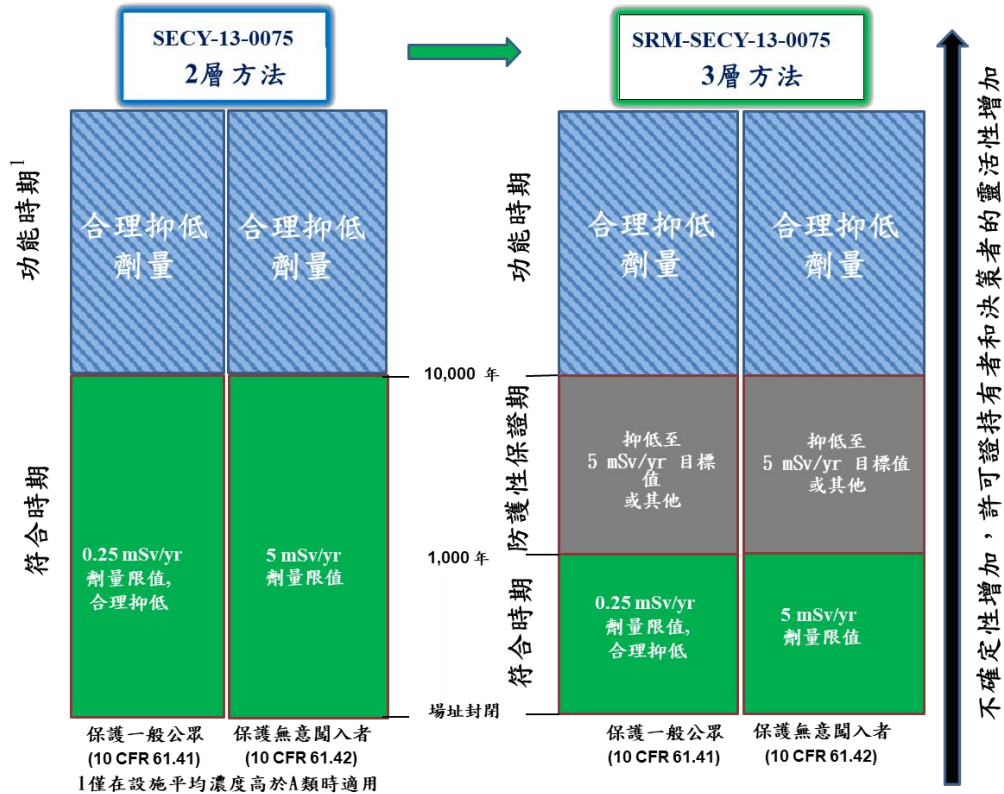 SECY-13-0075
2層方法
SRM-SECY-13-0075
3層方法
功能時期1
合理抑低
劑量
合理抑低
劑量
符合時期
0.25 mSv/yr
劑量限值,
合理抑低
5 mSv/yr
劑量限值
10,000 年
1,000 年
場址封閉
保護一般公眾
(10 CFR 61.41)
保護無意闖入者
(10 CFR 61.42)
1僅在設施平均濃度高於A類時適用
功能時期
合理抑低
劑量
合理抑低
劑量
防護性保證期
抑低至
5 mSv/yr 目標
值
或其他
抑低至
5 mSv/yr 目標值
或其他
符合時期
0.25 mSv/yr
劑量限值,
合理抑低
5 mSv/yr
劑量限值
保護一般公眾
(10 CFR 61.41)
保護無意闖入者
(10 CFR 61.42)
不確定性增加，許可證持有者和決策者的靈活性增加